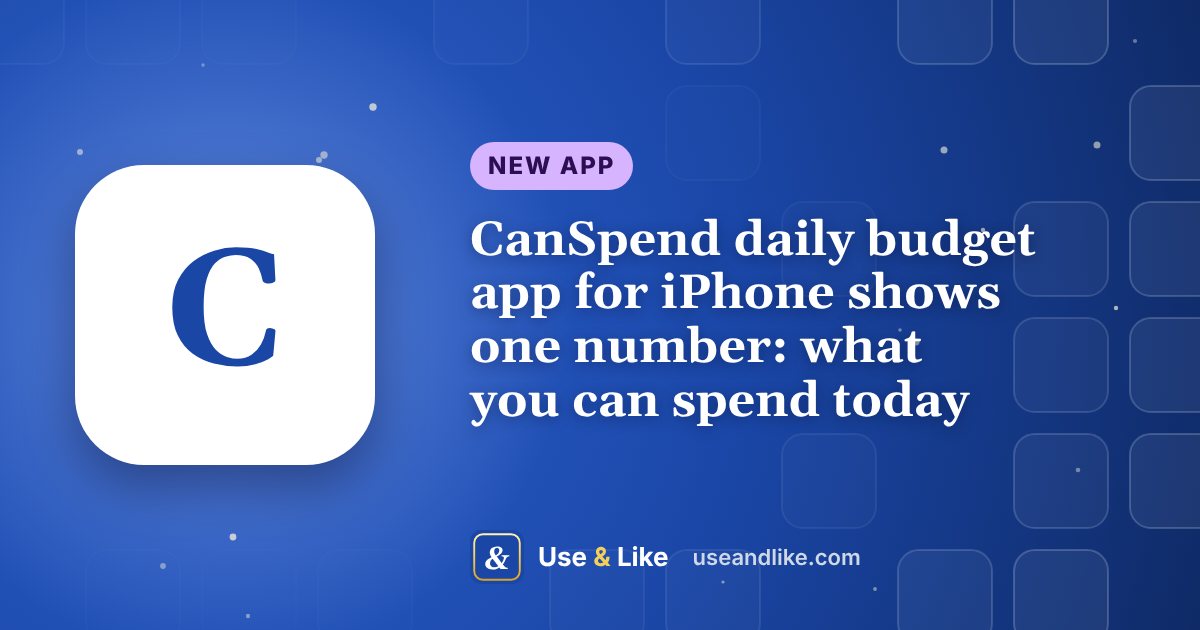 C
NEW APP
CanSpend daily budget
app for iPhone shows
one number: what
you can spend today
& Use & Like useandlike.com